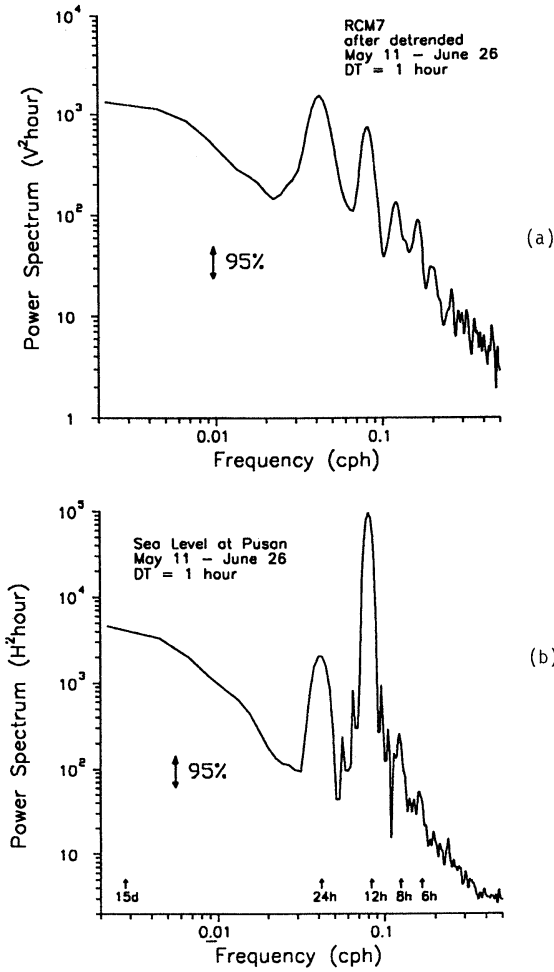 10⁴
10³
10²
10
1
Power Spectrum (V²hour)
RCM7
after detrended
May 11 – June 26
DT = 1 hour
95%
(a)
0.01
0.1
Frequency (cph)
10⁵
10⁴
10³
10²
10
Power Spectrum (H²hour)
Sea Level at Pusan
May 11 – June 26
DT = 1 hour
95%
(b)
15d
24h
12h
8h
6h
0.01
0.1
Frequency (cph)